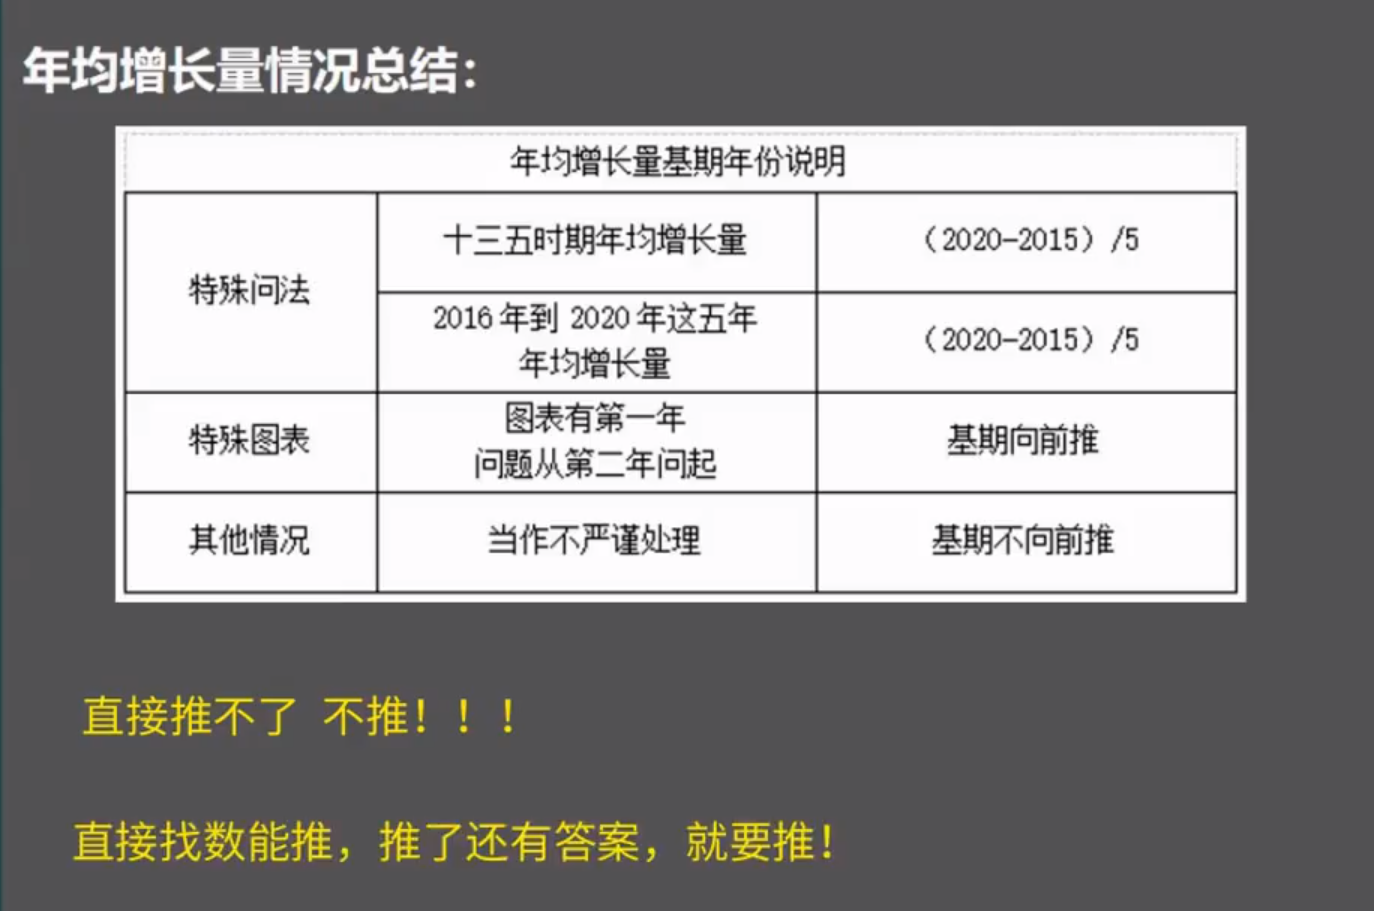 年均增长量情况总结：
年均增长量基期年份说明
特殊问法
十三五时期年均增长量
（2020-2015）/5
2016 年到 2020 年这五年
年均增长量
（2020-2015）/5
特殊图表
图表有第一年
问题从第二年问起
基期向前推
其他情况
当作不严谨处理
基期不向前推
直接推不了 不推！！！
直接找数能推，推了还有答案，就要推！